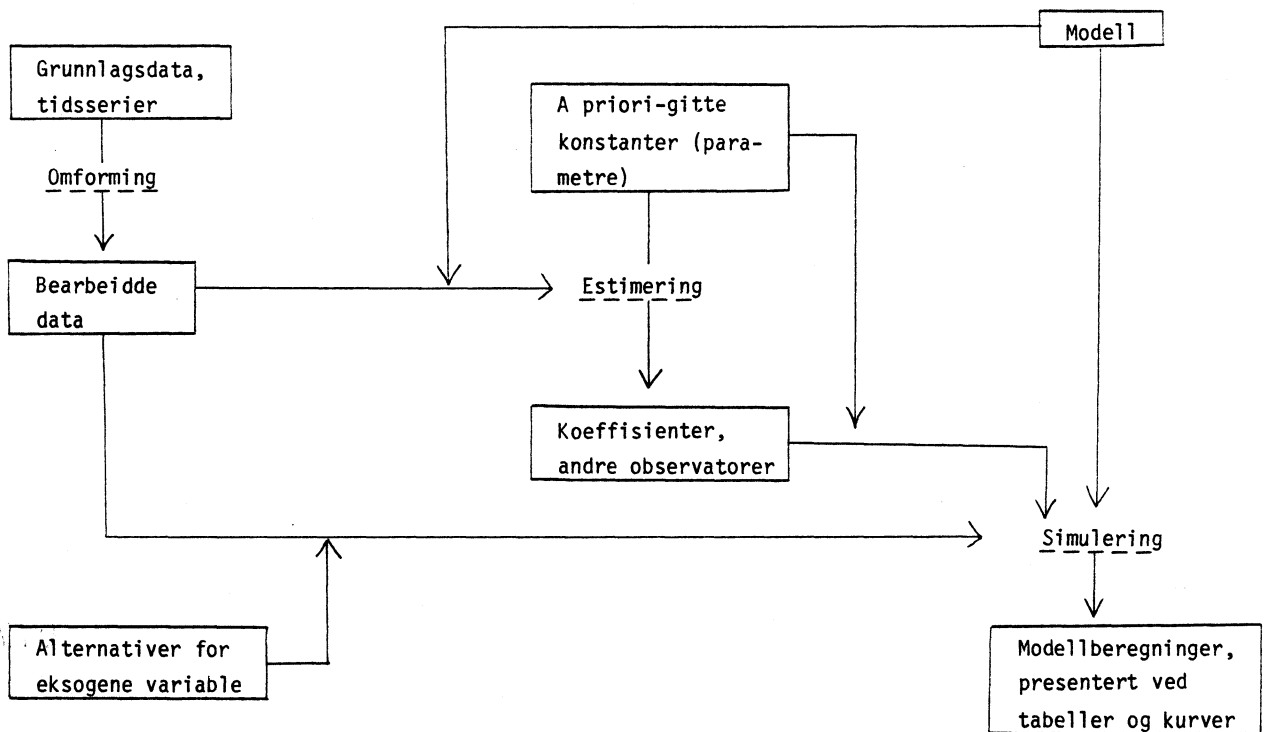 Modell
Grunnlagsdata,
tidsserier
A priori-gitte
konstanter (para-
metre)
Omforming
Bearbeidde
data
Estimering
Koeffisienter,
andre observatorer
Simulering
Alternativer for
eksogene variable
Modellberegninger,
presentert ved
tabeller og kurver